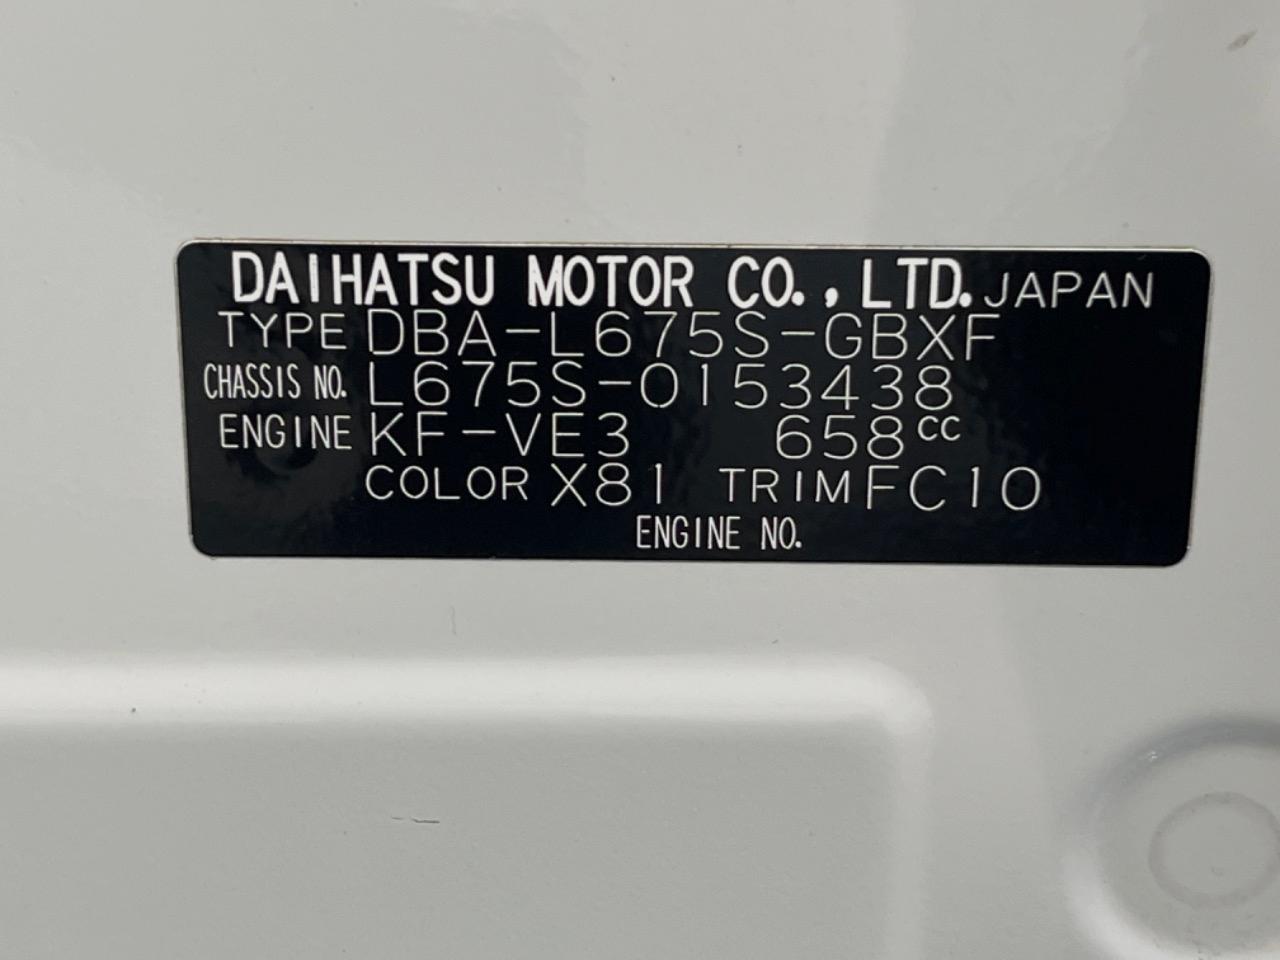 DAIHATSU MOTOR CO., LTD. JAPAN
TYPE DBA-L675S-GBXF
CHASSIS NO. L675S-0153438
ENGINE KF-VE3 658cc
COLOR X81 TRIM FC10
ENGINE NO.